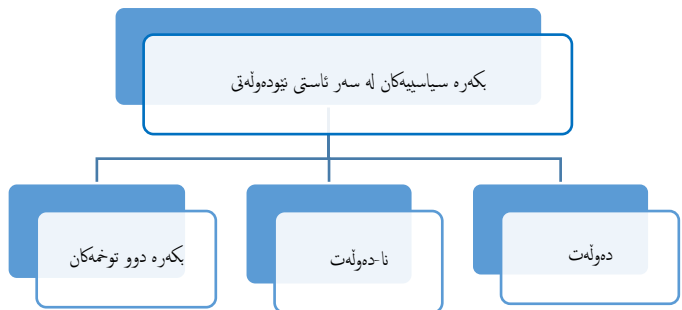 بکەرە سیاسییەکان لە سەر ئاستی نێودەوڵەتی
دەوڵەت
نا-دەوڵەت
بکەرە دوو توخمەکان